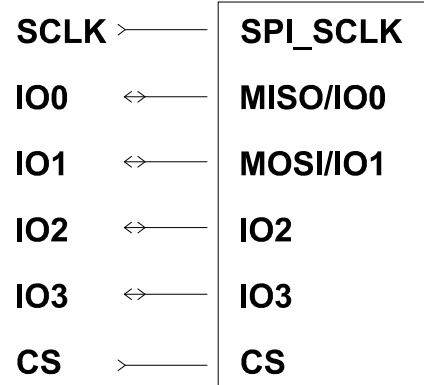 SCLK SPI_SCLK
IO0 MISO/IO0
IO1 MOSI/IO1
IO2 IO2
IO3 IO3
CS CS